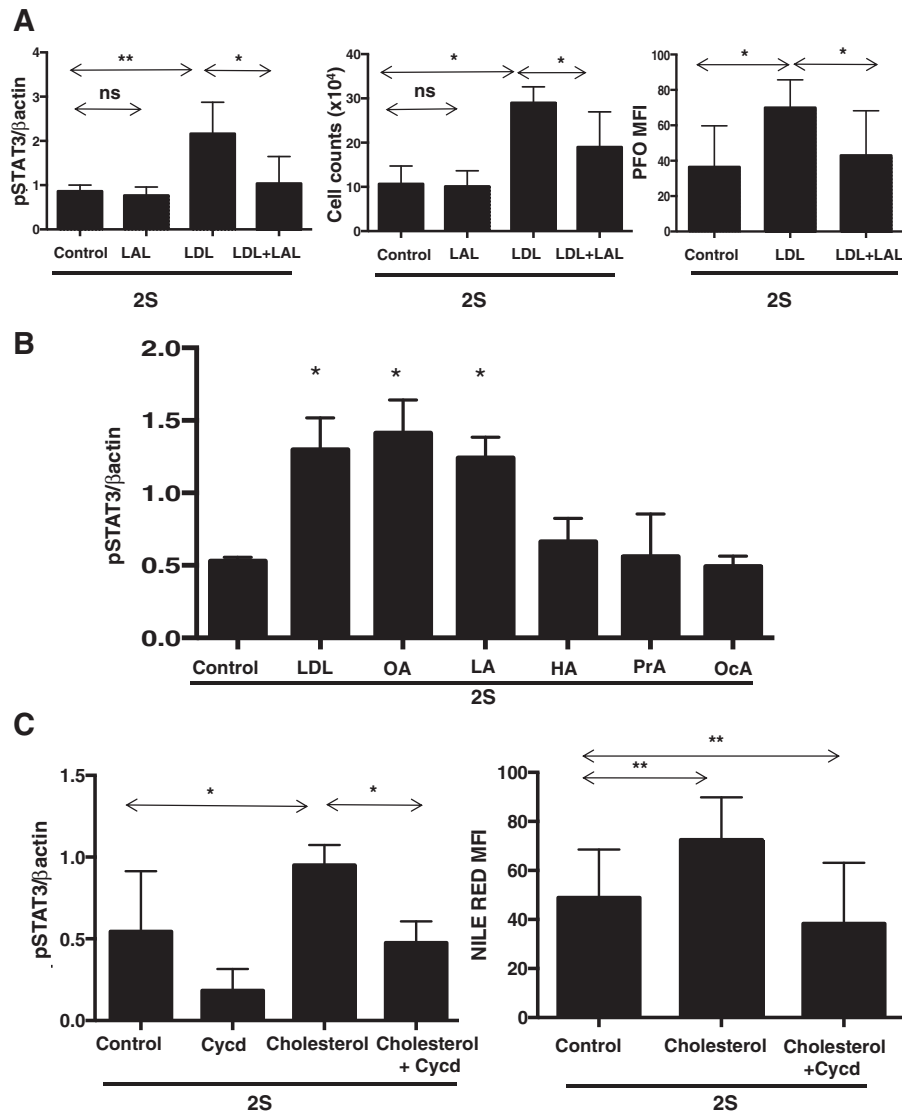 A
pSTAT3/βactin
4
3
2
1
0
**
*
ns
Control LAL LDL LDL+LAL
2S
Cell counts (x10⁴)
40
30
20
10
0
*
*
ns
Control LAL LDL LDL+LAL
2S
PFO MFI
100
80
60
40
20
0
*
*
Control LDL LDL+LAL
2S
B
pSTAT3/βactin
2.0
1.5
1.0
0.5
0.0
* * *
Control LDL OA LA HA PrA OcA
2S
C
pSTAT3/βactin
1.5
1.0
0.5
0.0
* *
Control Cycd Cholesterol Cholesterol
+ Cycd
2S
NILE RED MFI
100
80
60
40
20
0
**
**
Control Cholesterol Cholesterol
+Cycd
2S